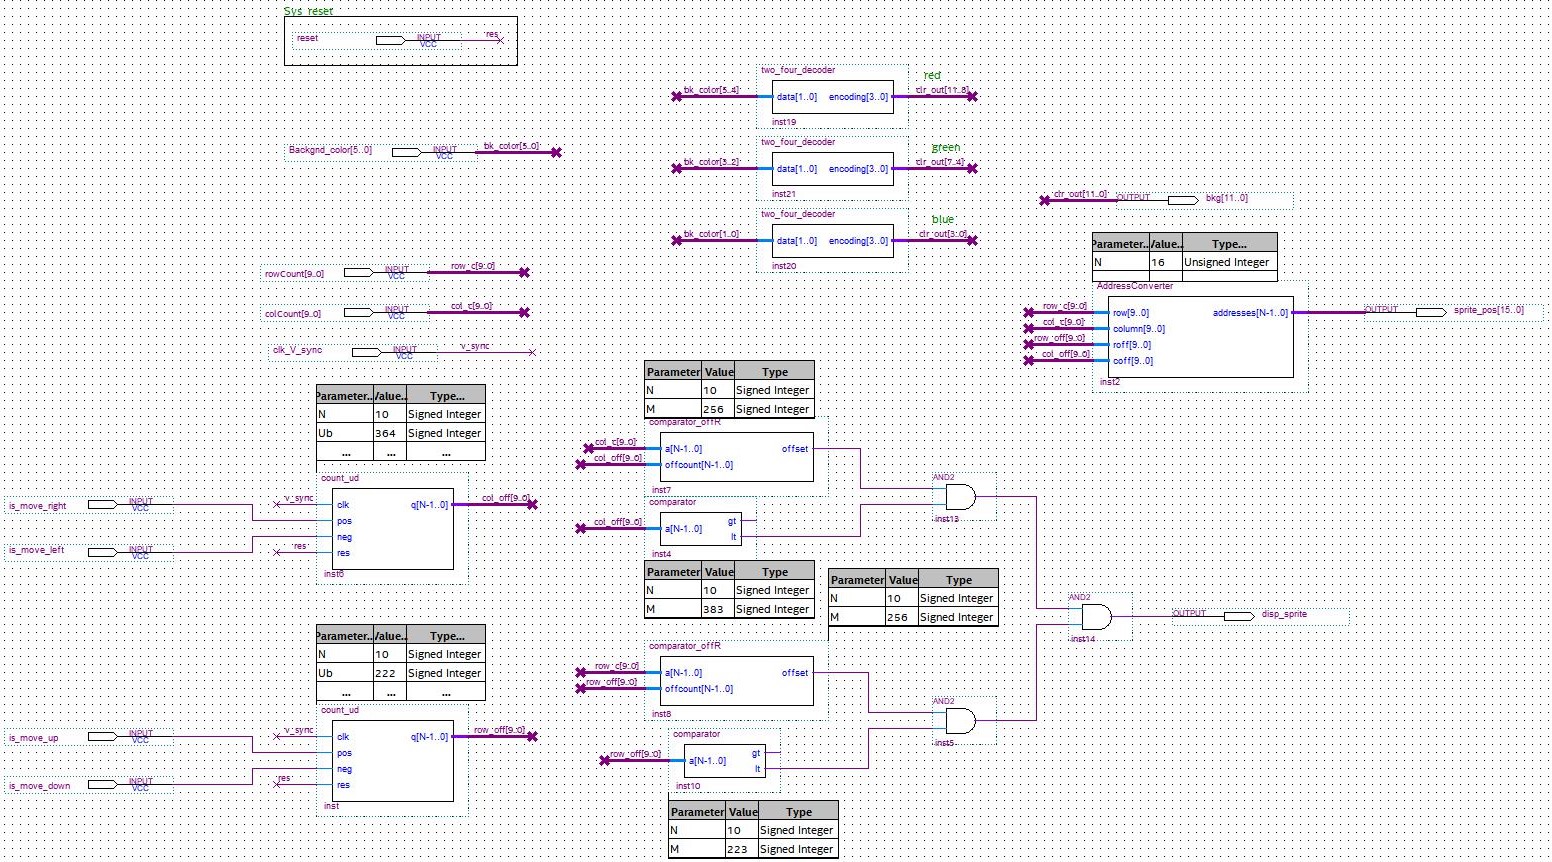 Sys_reset
reset
INPUT
VCC
res
two_four_decoder
red
bk_color[5..4]
data[1..0] encoding[3..0]
clr_out[11..8]
inst19
Backgnd_color[5..0]
INPUT
VCC
bk_color[5..0]
two_four_decoder
green
bk_color[3..2]
data[1..0] encoding[3..0]
clr_out[7..4]
inst21
clr_out[11..0]
OUTPUT
bkg[11..0]
two_four_decoder
blue
bk_color[1..0]
data[1..0] encoding[3..0]
clr_out[3..0]
inst20
Parameter.. /alue.. Type...
N 16 Unsigned Integer
rowCount[9..0]
INPUT
VCC
row_c[9..0]
colCount[9..0]
INPUT
VCC
col_c[9..0]
clk_V_sync
INPUT
VCC
v_sync
AddressConverter
row_c[9..0]
row[9..0] addresses[N-1..0]
OUTPUT
sprite_pos[15..0]
col_c[9..0]
column[9..0]
row_off[9..0]
roff[9..0]
col_off[9..0]
coff[9..0]
inst2
Parameter.. /alue.. Type...
N 10 Signed Integer
Ub 364 Signed Integer
... ... ...
count_ud
is_move_right
INPUT
VCC
v_sync
clk q[N-1..0]
col_off[9..0]
pos
neg
is_move_left
INPUT
VCC
res
res
inst6
Parameter Value Type
N 10 Signed Integer
M 256 Signed Integer
comparator_offR
col_c[9..0]
a[N-1..0] offset
col_off[9..0]
offcount[N-1..0]
inst7
comparator
col_off[9..0]
gt
a[N-1..0]
lt
inst4
Parameter Value Type
N 10 Signed Integer
M 383 Signed Integer
AND2
inst13
Parameter Value Type
N 10 Signed Integer
M 256 Signed Integer
AND2
inst14
OUTPUT
disp_sprite
Parameter.. /alue.. Type...
N 10 Signed Integer
Ub 222 Signed Integer
... ... ...
count_ud
is_move_up
INPUT
VCC
v_sync
clk q[N-1..0]
row_off[9..0]
pos
neg
is_move_down
INPUT
VCC
res
res
inst
comparator_offR
row_c[9..0]
a[N-1..0] offset
row_off[9..0]
offcount[N-1..0]
inst8
AND2
inst5
comparator
row_off[9..0]
gt
a[N-1..0]
lt
inst10
Parameter Value Type
N 10 Signed Integer
M 223 Signed Integer